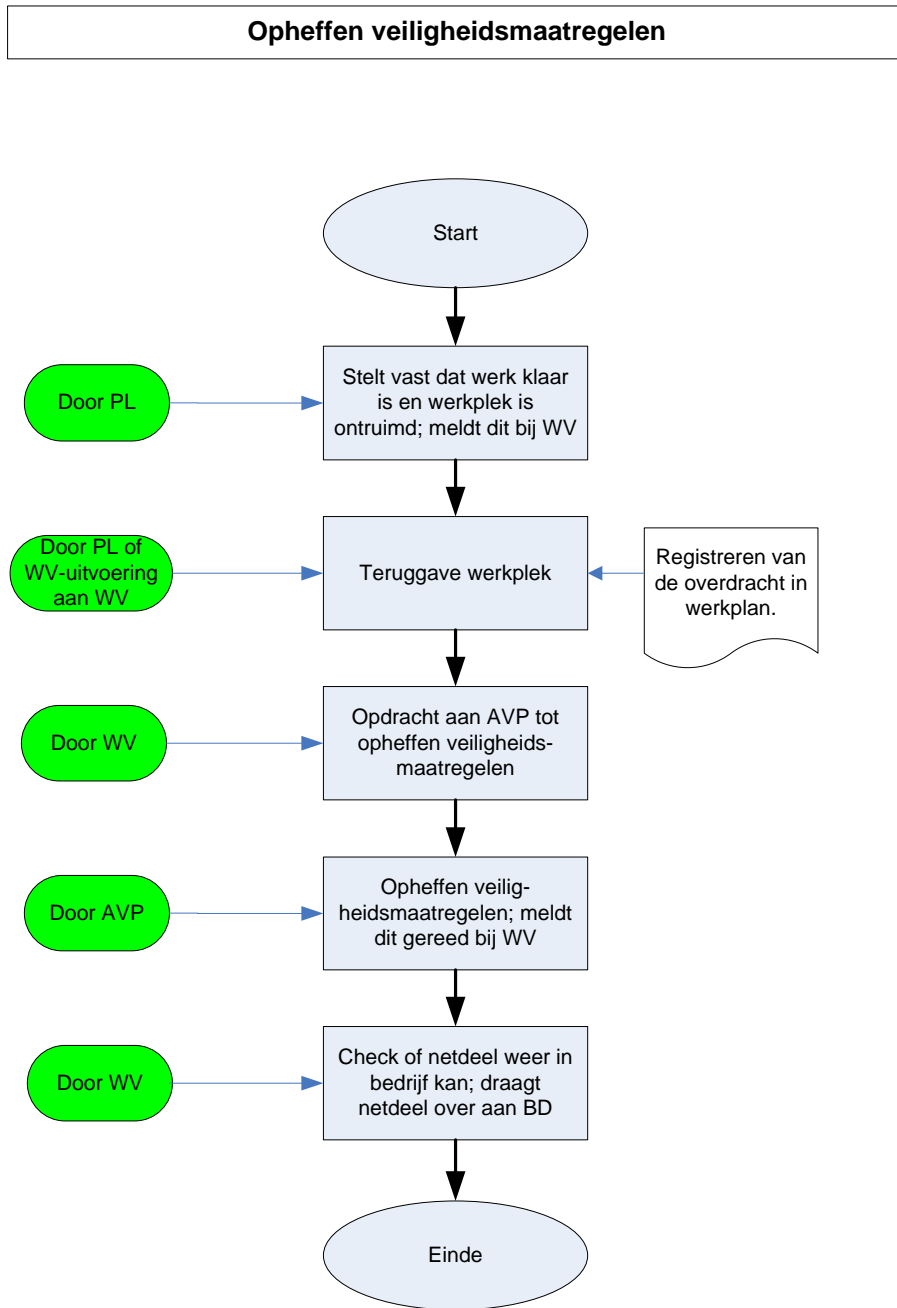 Opheffen veiligheidsmaatregelen
Start
Door PL
Stelt vast dat werk klaar
is en werkplek is
ontruimd; meldt dit bij WV
Door PL of
WV-uitvoering
aan WV
Teruggave werkplek
Registreren van
de overdracht in
werkplan.
Door WV
Opdracht aan AVP tot
opheffen veiligheids-
maatregelen
Door AVP
Opheffen veilig-
heidsmaatregelen; meldt
dit gereed bij WV
Door WV
Check of netdeel weer in
bedrijf kan; draagt
netdeel over aan BD
Einde